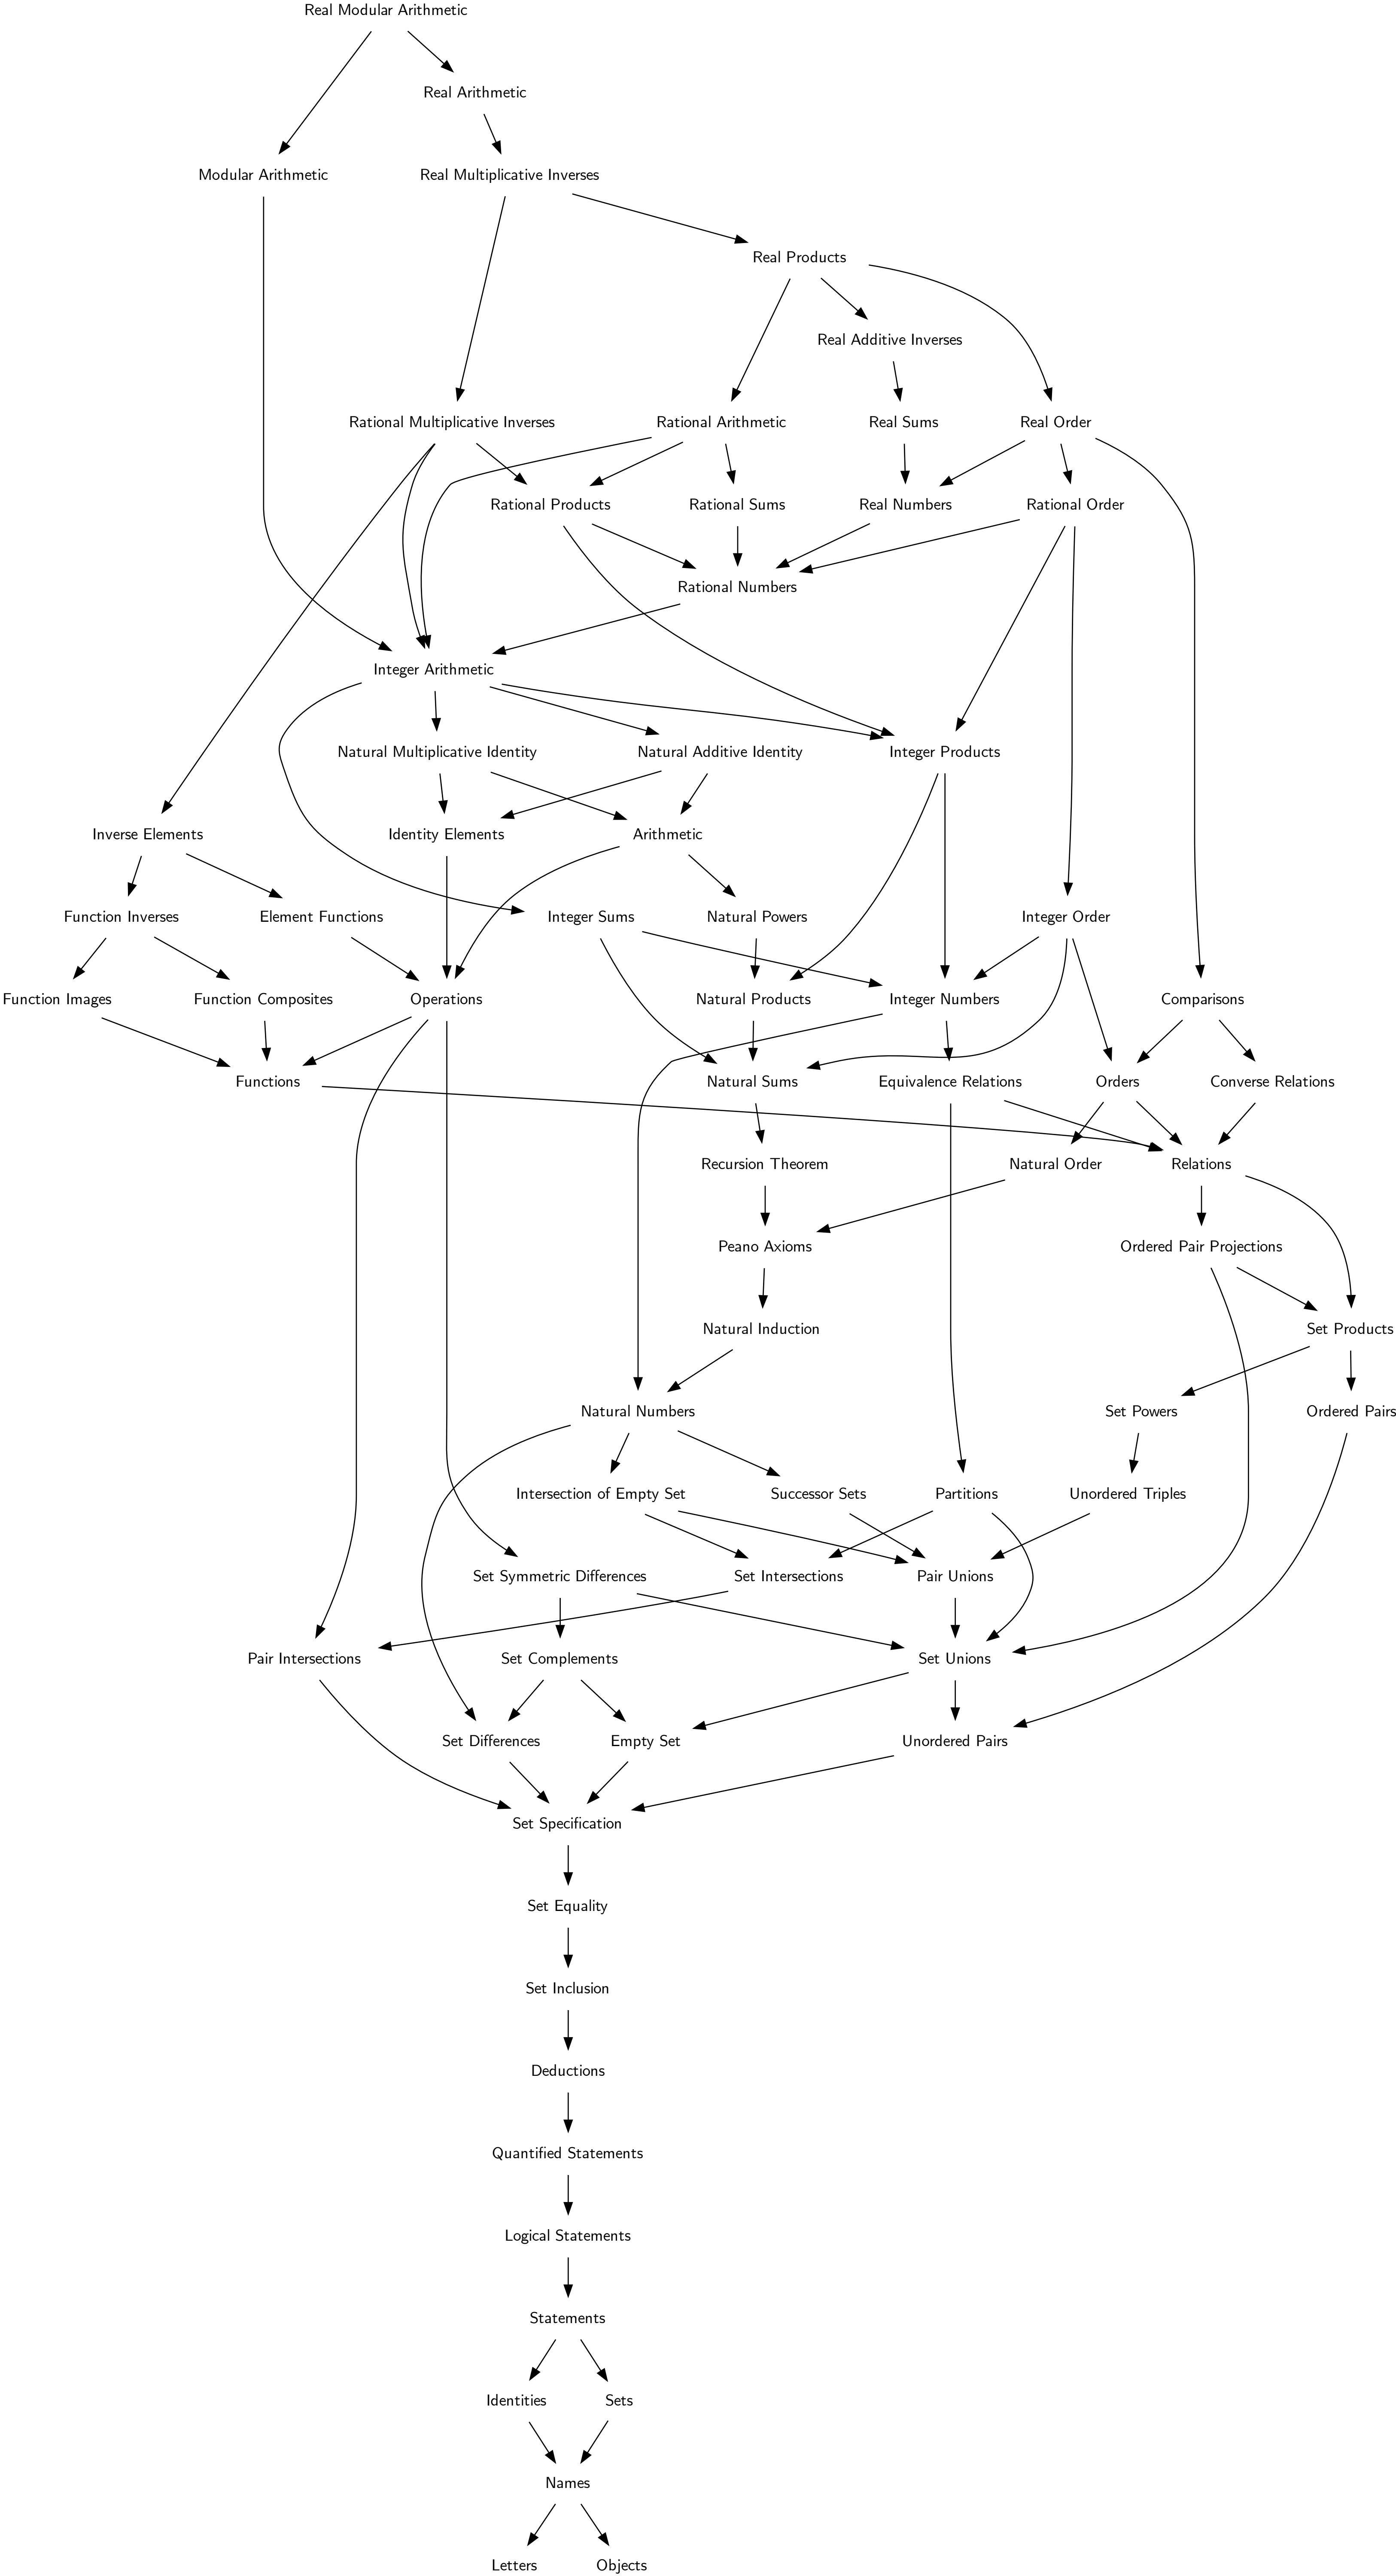 Real Modular Arithmetic
Real Arithmetic
Modular Arithmetic
Real Multiplicative Inverses
Real Products
Real Additive Inverses
Rational Multiplicative Inverses
Rational Arithmetic
Real Sums
Real Order
Rational Products
Rational Sums
Real Numbers
Rational Order
Rational Numbers
Integer Arithmetic
Natural Multiplicative Identity
Natural Additive Identity
Integer Products
Inverse Elements
Identity Elements
Arithmetic
Function Inverses
Element Functions
Integer Sums
Natural Powers
Integer Order
Function Images
Function Composites
Operations
Natural Products
Integer Numbers
Comparisons
Functions
Natural Sums
Equivalence Relations
Orders
Converse Relations
Recursion Theorem
Natural Order
Relations
Peano Axioms
Ordered Pair Projections
Natural Induction
Set Products
Natural Numbers
Set Powers
Ordered Pairs
Intersection of Empty Set
Successor Sets
Partitions
Unordered Triples
Set Symmetric Differences
Set Intersections
Pair Unions
Pair Intersections
Set Complements
Set Unions
Set Differences
Empty Set
Unordered Pairs
Set Specification
Set Equality
Set Inclusion
Deductions
Quantified Statements
Logical Statements
Statements
Identities
Sets
Names
Letters
Objects